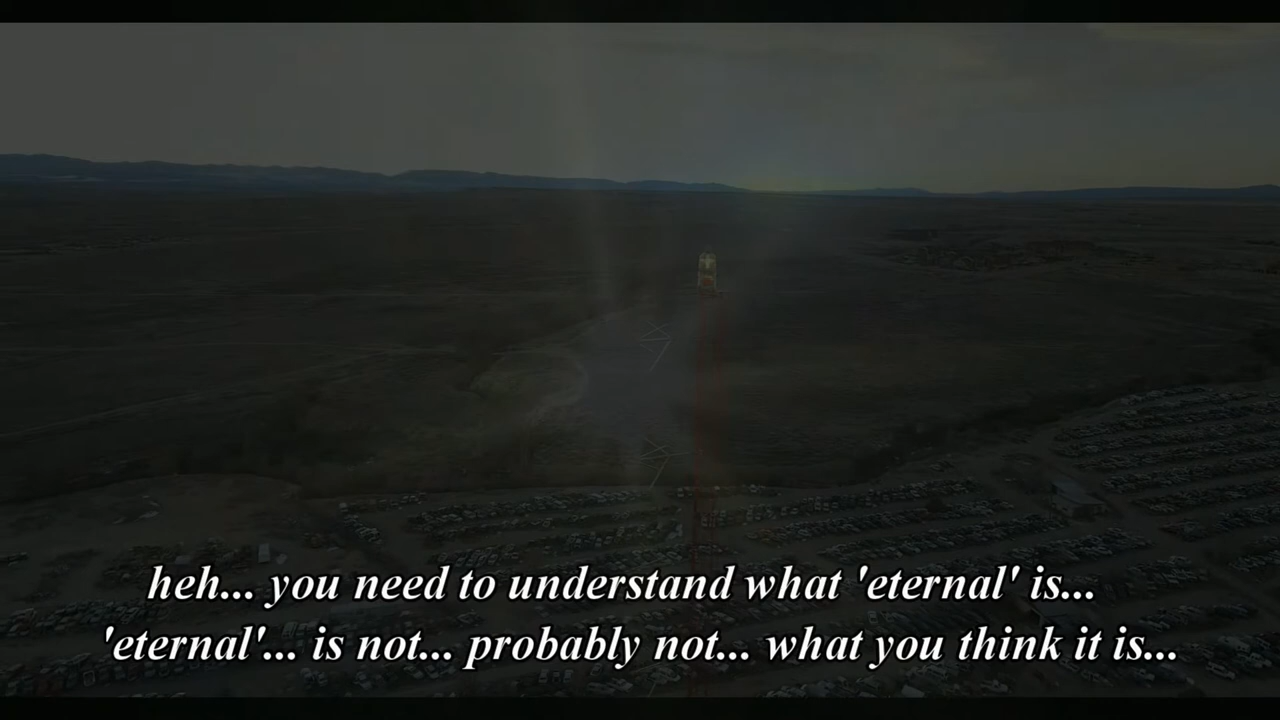 heh... you need to understand what 'eternal' is...
'eternal'... is not... probably not... what you think it is...